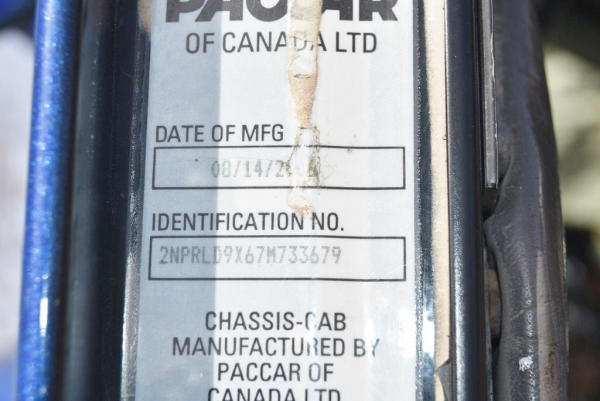 PACCAR
OF CANADA LTD
DATE OF MFG
08/14/2
IDENTIFICATION NO.
2NPRLD9X67M733679
CHASSIS-CAB
MANUFACTURED BY
PACCAR OF
CANADA LTD